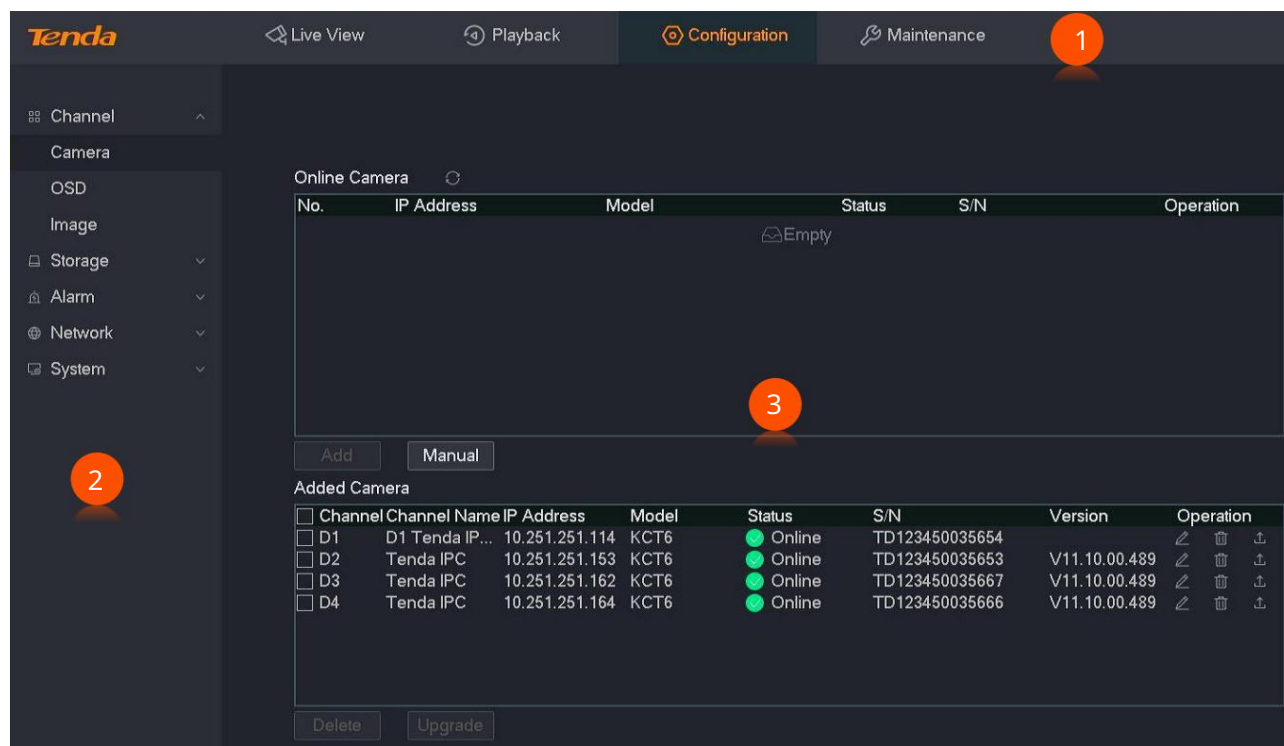 Tenda Live View Playback Configuration Maintenance 1
Channel
Camera
OSD
Image
Storage
Alarm
Network
System
2
Online Camera
No. IP Address Model Status S/N Operation
Empty
3
Add Manual
Added Camera
Channel Channel Name IP Address Model Status S/N Version Operation
D1 D1 Tenda IP... 10.251.251.114 KCT6 Online TD123450035654
D2 Tenda IPC 10.251.251.153 KCT6 Online TD123450035653 V11.10.00.489
D3 Tenda IPC 10.251.251.162 KCT6 Online TD123450035667 V11.10.00.489
D4 Tenda IPC 10.251.251.164 KCT6 Online TD123450035666 V11.10.00.489
Delete Upgrade